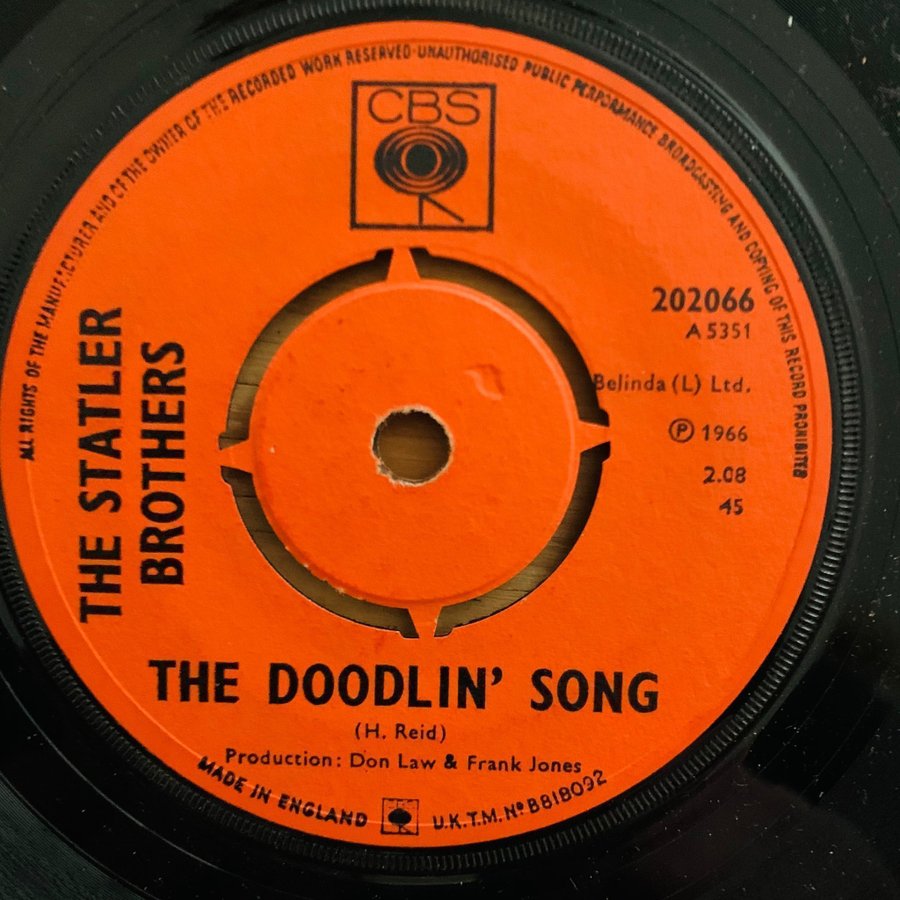 ALL RIGHTS OF THE MANUFACTURER AND OF THE OWNER OF THE RECORDED WORK RESERVED·UNAUTHORISED PUBLIC PERFORMANCE BROADCASTING AND COPYING OF THIS RECORD PROHIBITED
CBS
202066
A 5351
Belinda (L) Ltd.
Ⓟ 1966
2.08
45
THE STATLER
BROTHERS
THE DOODLIN' SONG
(H. Reid)
Production: Don Law & Frank Jones
MADE IN ENGLAND
U.K.T.M. Nº B818092